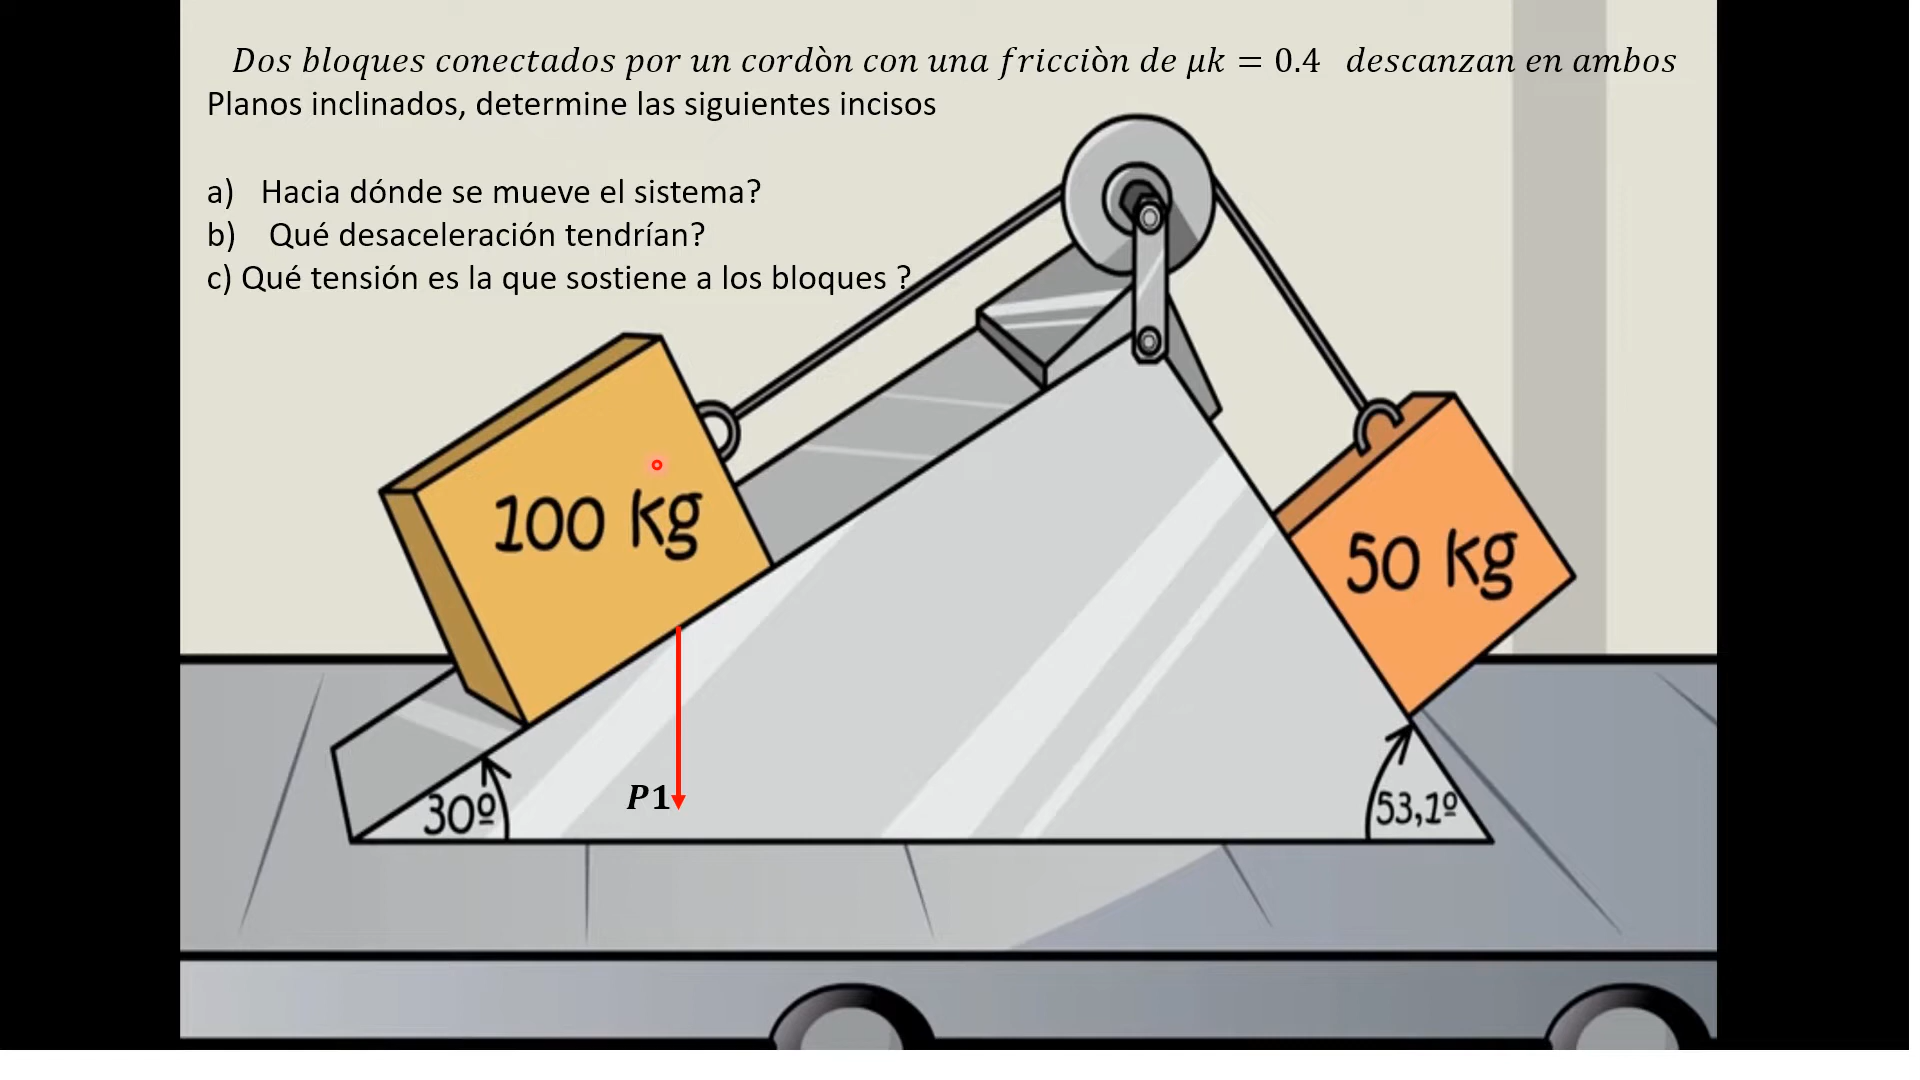 Dos bloques conectados por un cordòn con una fricciòn de μk = 0.4 descanzan en ambos
Planos inclinados, determine las siguientes incisos
a) Hacia dónde se mueve el sistema?
b) Qué desaceleración tendrían?
c) Qué tensión es la que sostiene a los bloques ?
100 kg
50 kg
P1
30º
53,1º